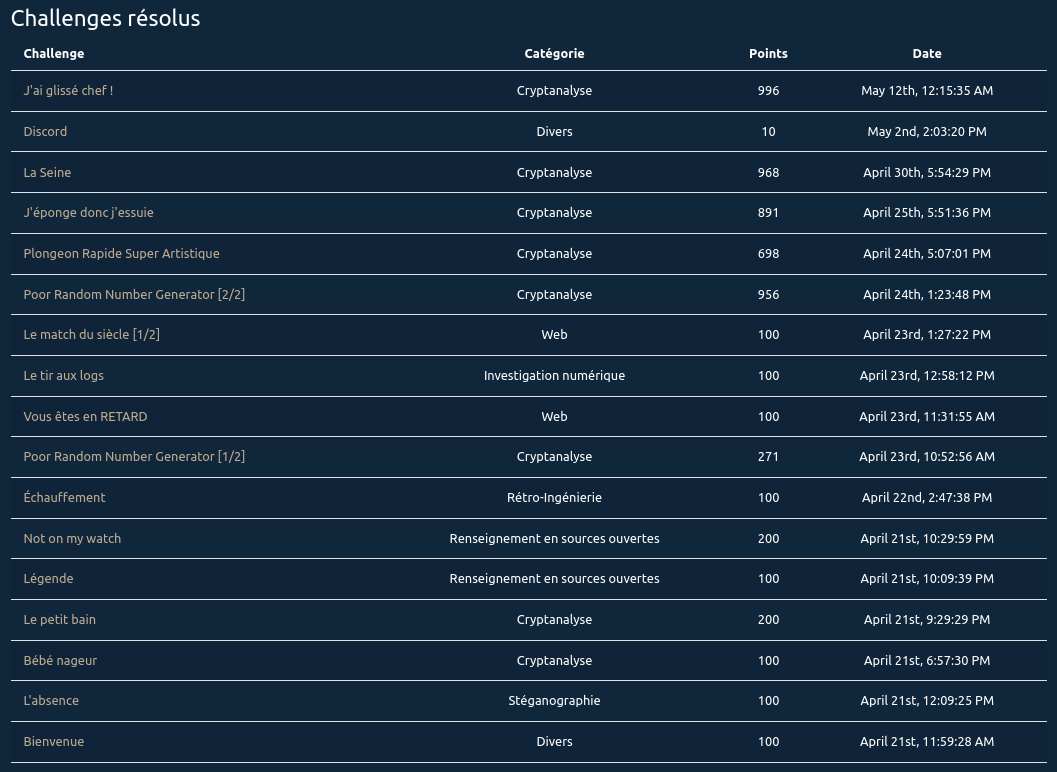 Challenges résolus
Challenge Catégorie Points Date
J'ai glissé chef ! Cryptanalyse 996 May 12th, 12:15:35 AM
Discord Divers 10 May 2nd, 2:03:20 PM
La Seine Cryptanalyse 968 April 30th, 5:54:29 PM
J'éponge donc j'essuie Cryptanalyse 891 April 25th, 5:51:36 PM
Plongeon Rapide Super Artistique Cryptanalyse 698 April 24th, 5:07:01 PM
Poor Random Number Generator [2/2] Cryptanalyse 956 April 24th, 1:23:48 PM
Le match du siècle [1/2] Web 100 April 23rd, 1:27:22 PM
Le tir aux logs Investigation numérique 100 April 23rd, 12:58:12 PM
Vous êtes en RETARD Web 100 April 23rd, 11:31:55 AM
Poor Random Number Generator [1/2] Cryptanalyse 271 April 23rd, 10:52:56 AM
Échauffement Rétro-Ingénierie 100 April 22nd, 2:47:38 PM
Not on my watch Renseignement en sources ouvertes 200 April 21st, 10:29:59 PM
Légende Renseignement en sources ouvertes 100 April 21st, 10:09:39 PM
Le petit bain Cryptanalyse 200 April 21st, 9:29:29 PM
Bébé nageur Cryptanalyse 100 April 21st, 6:57:30 PM
L'absence Stéganographie 100 April 21st, 12:09:25 PM
Bienvenue Divers 100 April 21st, 11:59:28 AM